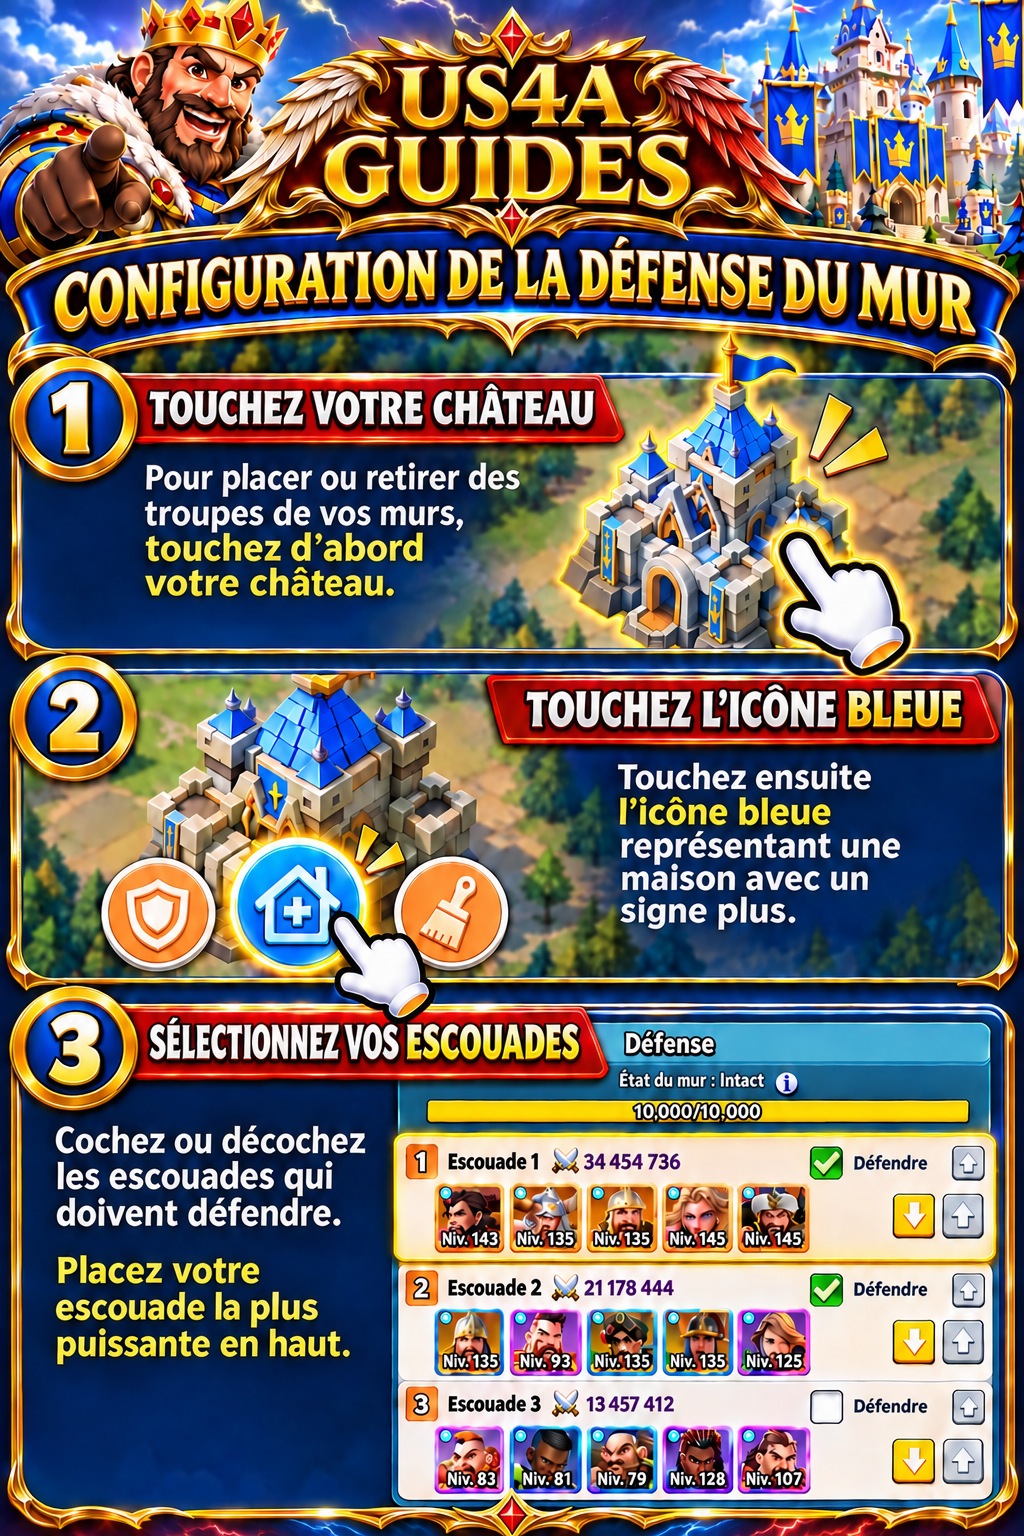 US4A
GUIDES
CONFIGURATION DE LA DÉFENSE DU MUR
1
TOUCHEZ VOTRE CHÂTEAU
Pour placer ou retirer des
troupes de vos murs,
touchez d'abord
votre château.
2
TOUCHEZ L'ICÔNE BLEUE
Touchez ensuite
l'icône bleue
représentant une
maison avec un
signe plus.
3
SÉLECTIONNEZ VOS ESCOUADES
Cochez ou décochez
les escouades qui
doivent défendre.
Placez votre
escouade la plus
puissante en haut.
Défense
État du mur : Intact i
10,000/10,000
1 Escouade 1 34 454 736 Défendre
Niv. 143 Niv. 135 Niv. 135 Niv. 145 Niv. 145
2 Escouade 2 21 178 444 Défendre
Niv. 135 Niv. 93 Niv. 135 Niv. 135 Niv. 125
3 Escouade 3 13 457 412 Défendre
Niv. 83 Niv. 81 Niv. 79 Niv. 128 Niv. 107